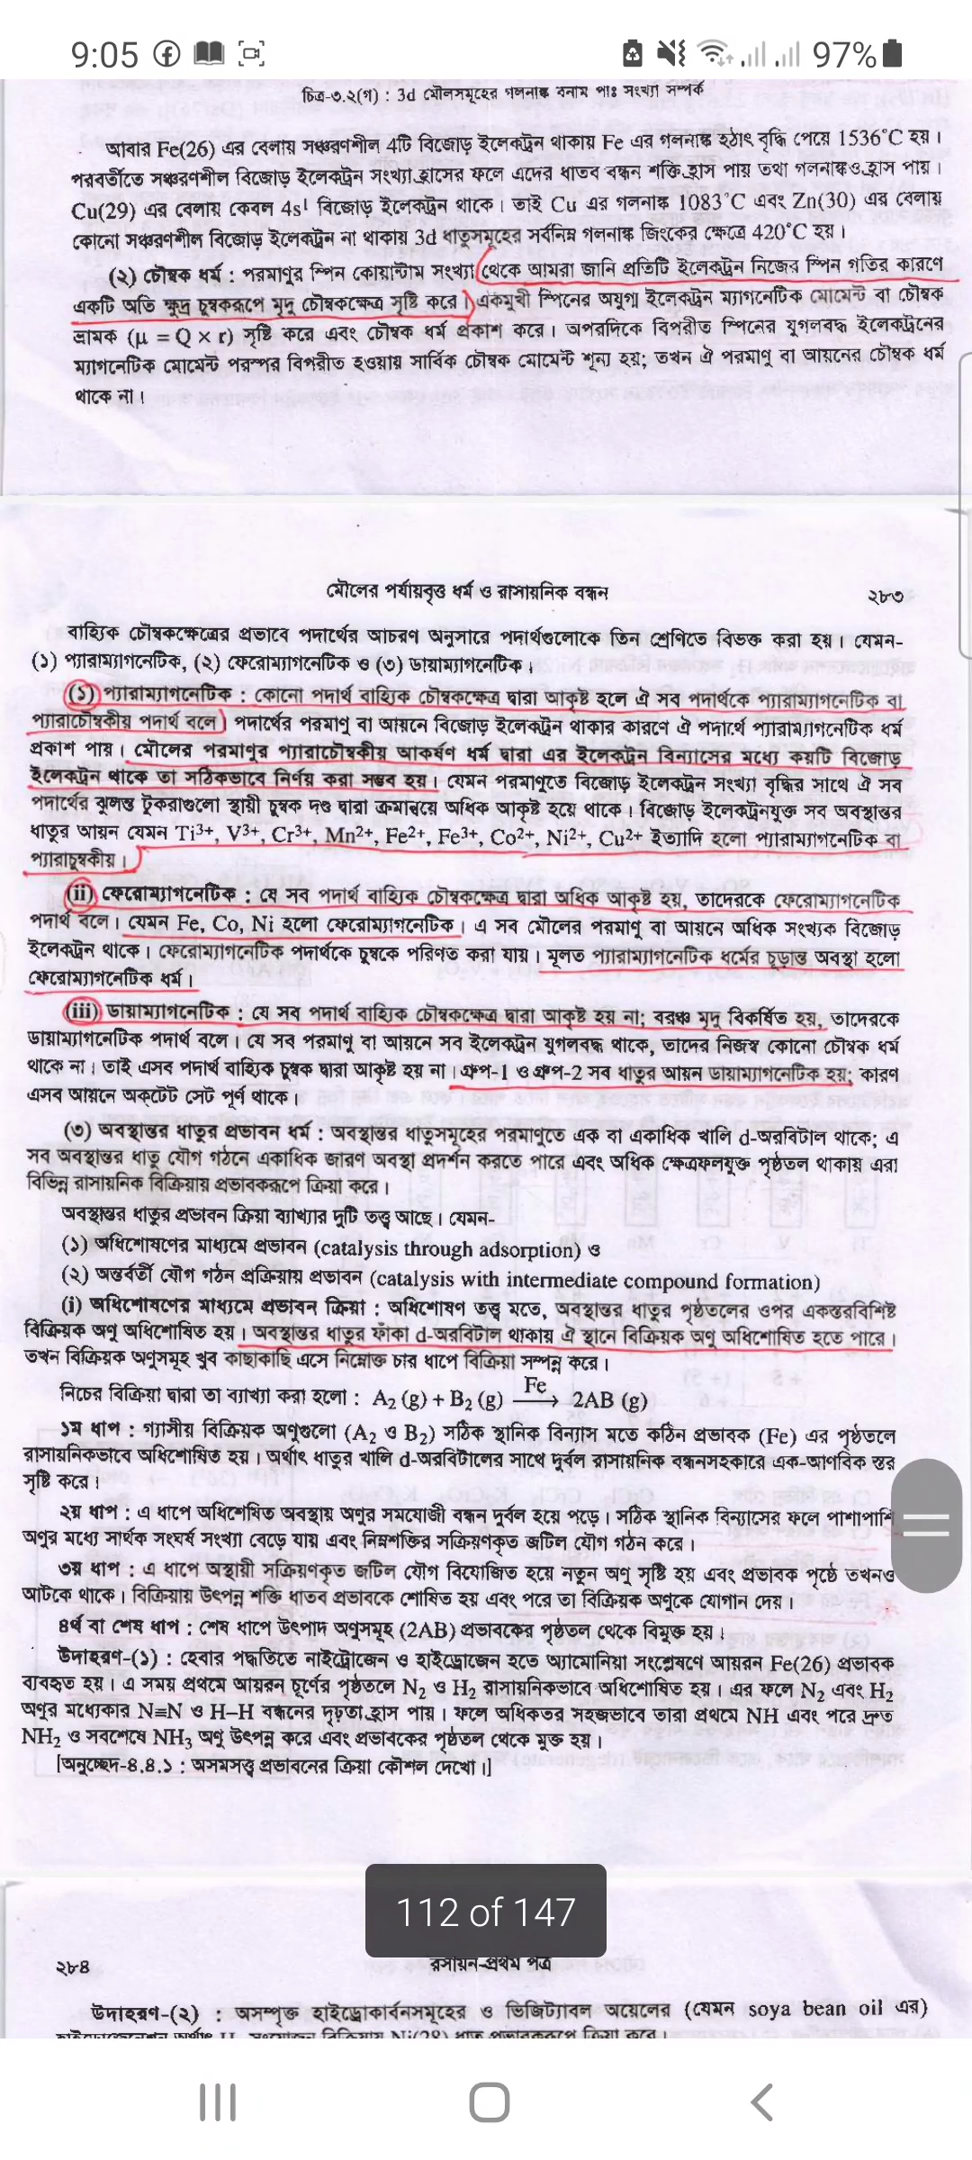 9:05
97%
চিত্র-৩.২(গ) : 3d মৌলসমূহের গলনাঙ্ক বনাম পাঃ সংখ্যা সম্পর্ক
আবার Fe(26) এর বেলায় সঞ্চরণশীল 4টি বিজোড় ইলেকট্রন থাকায় Fe এর গলনাঙ্ক হঠাৎ বৃদ্ধি পেয়ে 1536°C হয়।
পরবর্তীতে সঞ্চরণশীল বিজোড় ইলেকট্রন সংখ্যা হ্রাসের ফলে এদের ধাতব বন্ধন শক্তি হ্রাস পায় তথা গলনাঙ্কও হ্রাস পায়।
Cu(29) এর বেলায় কেবল 4s¹ বিজোড় ইলেকট্রন থাকে। তাই Cu এর গলনাঙ্ক 1083°C এবং Zn(30) এর বেলায়
কোনো সঞ্চরণশীল বিজোড় ইলেকট্রন না থাকায় 3d ধাতুসমূহের সর্বনিম্ন গলনাঙ্ক জিংকের ক্ষেত্রে 420°C হয়।
(২) চৌম্বক ধর্ম : পরমাণুর স্পিন কোয়ান্টাম সংখ্যা থেকে আমরা জানি প্রতিটি ইলেকট্রন নিজের স্পিন গতির কারণে
একটি অতি ক্ষুদ্র চুম্বকরূপে মৃদু চৌম্বকক্ষেত্র সৃষ্টি করে। একমুখী স্পিনের অযুগ্ম ইলেকট্রন ম্যাগনেটিক মোমেন্ট বা চৌম্বক
ভ্রামক (μ = Q × r) সৃষ্টি করে এবং চৌম্বক ধর্ম প্রকাশ করে। অপরদিকে বিপরীত স্পিনের যুগলবদ্ধ ইলেকট্রনের
ম্যাগনেটিক মোমেন্ট পরস্পর বিপরীত হওয়ায় সার্বিক চৌম্বক মোমেন্ট শূন্য হয়; তখন ঐ পরমাণু বা আয়নের চৌম্বক ধর্ম
থাকে না।
মৌলের পর্যায়বৃত্ত ধর্ম ও রাসায়নিক বন্ধন
২৮৩
বাহ্যিক চৌম্বকক্ষেত্রের প্রভাবে পদার্থের আচরণ অনুসারে পদার্থগুলোকে তিন শ্রেণিতে বিভক্ত করা হয়। যেমন-
(১) প্যারাম্যাগনেটিক, (২) ফেরোম্যাগনেটিক ও (৩) ডায়াম্যাগনেটিক।
(১) প্যারাম্যাগনেটিক : কোনো পদার্থ বাহ্যিক চৌম্বকক্ষেত্র দ্বারা আকৃষ্ট হলে ঐ সব পদার্থকে প্যারাম্যাগনেটিক বা
প্যারাচৌম্বকীয় পদার্থ বলে। পদার্থের পরমাণু বা আয়নে বিজোড় ইলেকট্রন থাকার কারণে ঐ পদার্থে প্যারাম্যাগনেটিক ধর্ম
প্রকাশ পায়। মৌলের পরমাণুর প্যারাচৌম্বকীয় আকর্ষণ ধর্ম দ্বারা এর ইলেকট্রন বিন্যাসের মধ্যে কয়টি বিজোড়
ইলেকট্রন থাকে তা সঠিকভাবে নির্ণয় করা সম্ভব হয়। যেমন পরমাণুতে বিজোড় ইলেকট্রন সংখ্যা বৃদ্ধির সাথে ঐ সব
পদার্থের ঝুলন্ত টুকরাগুলো স্থায়ী চুম্বক দণ্ড দ্বারা ক্রমান্বয়ে অধিক আকৃষ্ট হয়ে থাকে। বিজোড় ইলেকট্রনযুক্ত সব অবস্থান্তর
ধাতুর আয়ন যেমন Ti³⁺, V³⁺, Cr³⁺, Mn²⁺, Fe²⁺, Fe³⁺, Co²⁺, Ni²⁺, Cu²⁺ ইত্যাদি হলো প্যারাম্যাগনেটিক বা
প্যারাচুম্বকীয়।
(ii) ফেরোম্যাগনেটিক : যে সব পদার্থ বাহ্যিক চৌম্বকক্ষেত্র দ্বারা অধিক আকৃষ্ট হয়, তাদেরকে ফেরোম্যাগনেটিক
পদার্থ বলে। যেমন Fe, Co, Ni হলো ফেরোম্যাগনেটিক। এ সব মৌলের পরমাণু বা আয়নে অধিক সংখ্যক বিজোড়
ইলেকট্রন থাকে। ফেরোম্যাগনেটিক পদার্থকে চুম্বকে পরিণত করা যায়। মূলত প্যারাম্যাগনেটিক ধর্মের চূড়ান্ত অবস্থা হলো
ফেরোম্যাগনেটিক ধর্ম।
(iii) ডায়াম্যাগনেটিক : যে সব পদার্থ বাহ্যিক চৌম্বকক্ষেত্র দ্বারা আকৃষ্ট হয় না; বরঞ্চ মৃদু বিকর্ষিত হয়, তাদেরকে
ডায়াম্যাগনেটিক পদার্থ বলে। যে সব পরমাণু বা আয়নে সব ইলেকট্রন যুগলবদ্ধ থাকে, তাদের নিজস্ব কোনো চৌম্বক ধর্ম
থাকে না। তাই এসব পদার্থ বাহ্যিক চুম্বক দ্বারা আকৃষ্ট হয় না। গ্রুপ-1 ও গ্রুপ-2 সব ধাতুর আয়ন ডায়াম্যাগনেটিক হয়; কারণ
এসব আয়নে অক্টেট সেট পূর্ণ থাকে।
(৩) অবস্থান্তর ধাতুর প্রভাবন ধর্ম : অবস্থান্তর ধাতুসমূহের পরমাণুতে এক বা একাধিক খালি d-অরবিটাল থাকে; এ
সব অবস্থান্তর ধাতু যৌগ গঠনে একাধিক জারণ অবস্থা প্রদর্শন করতে পারে এবং অধিক ক্ষেত্রফলযুক্ত পৃষ্ঠতল থাকায় এরা
বিভিন্ন রাসায়নিক বিক্রিয়ায় প্রভাবকরূপে ক্রিয়া করে।
অবস্থান্তর ধাতুর প্রভাবন ক্রিয়া ব্যাখ্যার দুটি তত্ত্ব আছে। যেমন-
(১) অধিশোষণের মাধ্যমে প্রভাবন (catalysis through adsorption) ও
(২) অন্তর্বর্তী যৌগ গঠন প্রক্রিয়ায় প্রভাবন (catalysis with intermediate compound formation)
(i) অধিশোষণের মাধ্যমে প্রভাবন ক্রিয়া : অধিশোষণ তত্ত্ব মতে, অবস্থান্তর ধাতুর পৃষ্ঠতলের ওপর একস্তরবিশিষ্ট
বিক্রিয়ক অণু অধিশোষিত হয়। অবস্থান্তর ধাতুর ফাঁকা d-অরবিটাল থাকায় ঐ স্থানে বিক্রিয়ক অণু অধিশোষিত হতে পারে।
তখন বিক্রিয়ক অণুসমূহ খুব কাছাকাছি এসে নিম্নোক্ত চার ধাপে বিক্রিয়া সম্পন্ন করে।
নিচের বিক্রিয়া দ্বারা তা ব্যাখ্যা করা হলো : A₂ (g) + B₂ (g) Fe⟶ 2AB (g)
১ম ধাপ : গ্যাসীয় বিক্রিয়ক অণুগুলো (A₂ ও B₂) সঠিক স্থানিক বিন্যাস মতে কঠিন প্রভাবক (Fe) এর পৃষ্ঠতলে
রাসায়নিকভাবে অধিশোষিত হয়। অর্থাৎ ধাতুর খালি d-অরবিটালের সাথে দুর্বল রাসায়নিক বন্ধনসহকারে এক-আণবিক স্তর
সৃষ্টি করে।
২য় ধাপ : এ ধাপে অধিশোষিত অবস্থায় অণুর সমযোজী বন্ধন দুর্বল হয়ে পড়ে। সঠিক স্থানিক বিন্যাসের ফলে পাশাপাশি
অণুর মধ্যে সার্থক সংঘর্ষ সংখ্যা বেড়ে যায় এবং নিম্নশক্তির সক্রিয়ণকৃত জটিল যৌগ গঠন করে।
৩য় ধাপ : এ ধাপে অস্থায়ী সক্রিয়ণকৃত জটিল যৌগ বিযোজিত হয়ে নতুন অণু সৃষ্টি হয় এবং প্রভাবক পৃষ্ঠে তখনও
আটকে থাকে। বিক্রিয়ায় উৎপন্ন শক্তি ধাতব প্রভাবকে শোষিত হয় এবং পরে তা বিক্রিয়ক অণুকে যোগান দেয়।
৪র্থ বা শেষ ধাপ : শেষ ধাপে উৎপাদ অণুসমূহ (2AB) প্রভাবকের পৃষ্ঠতল থেকে বিমুক্ত হয়।
উদাহরণ-(১) : হেবার পদ্ধতিতে নাইট্রোজেন ও হাইড্রোজেন হতে অ্যামোনিয়া সংশ্লেষণে আয়রন Fe(26) প্রভাবক
ব্যবহৃত হয়। এ সময় প্রথমে আয়রন চূর্ণের পৃষ্ঠতলে N₂ ও H₂ রাসায়নিকভাবে অধিশোষিত হয়। এর ফলে N₂ এবং H₂
অণুর মধ্যেকার N≡N ও H–H বন্ধনের দৃঢ়তা হ্রাস পায়। ফলে অধিকতর সহজভাবে তারা প্রথমে NH এবং পরে দ্রুত
NH₂ ও সবশেষে NH₃ অণু উৎপন্ন করে এবং প্রভাবকের পৃষ্ঠতল থেকে মুক্ত হয়।
[অনুচ্ছেদ-৪.৪.১ : অসমসত্ত্ব প্রভাবনের ক্রিয়া কৌশল দেখো।]
112 of 147
২৮৪
রসায়ন-প্রথম পত্র
উদাহরণ-(২) : অসম্পৃক্ত হাইড্রোকার্বনসমূহের ও ভিজিট্যাবল অয়েলের (যেমন soya bean oil এর)